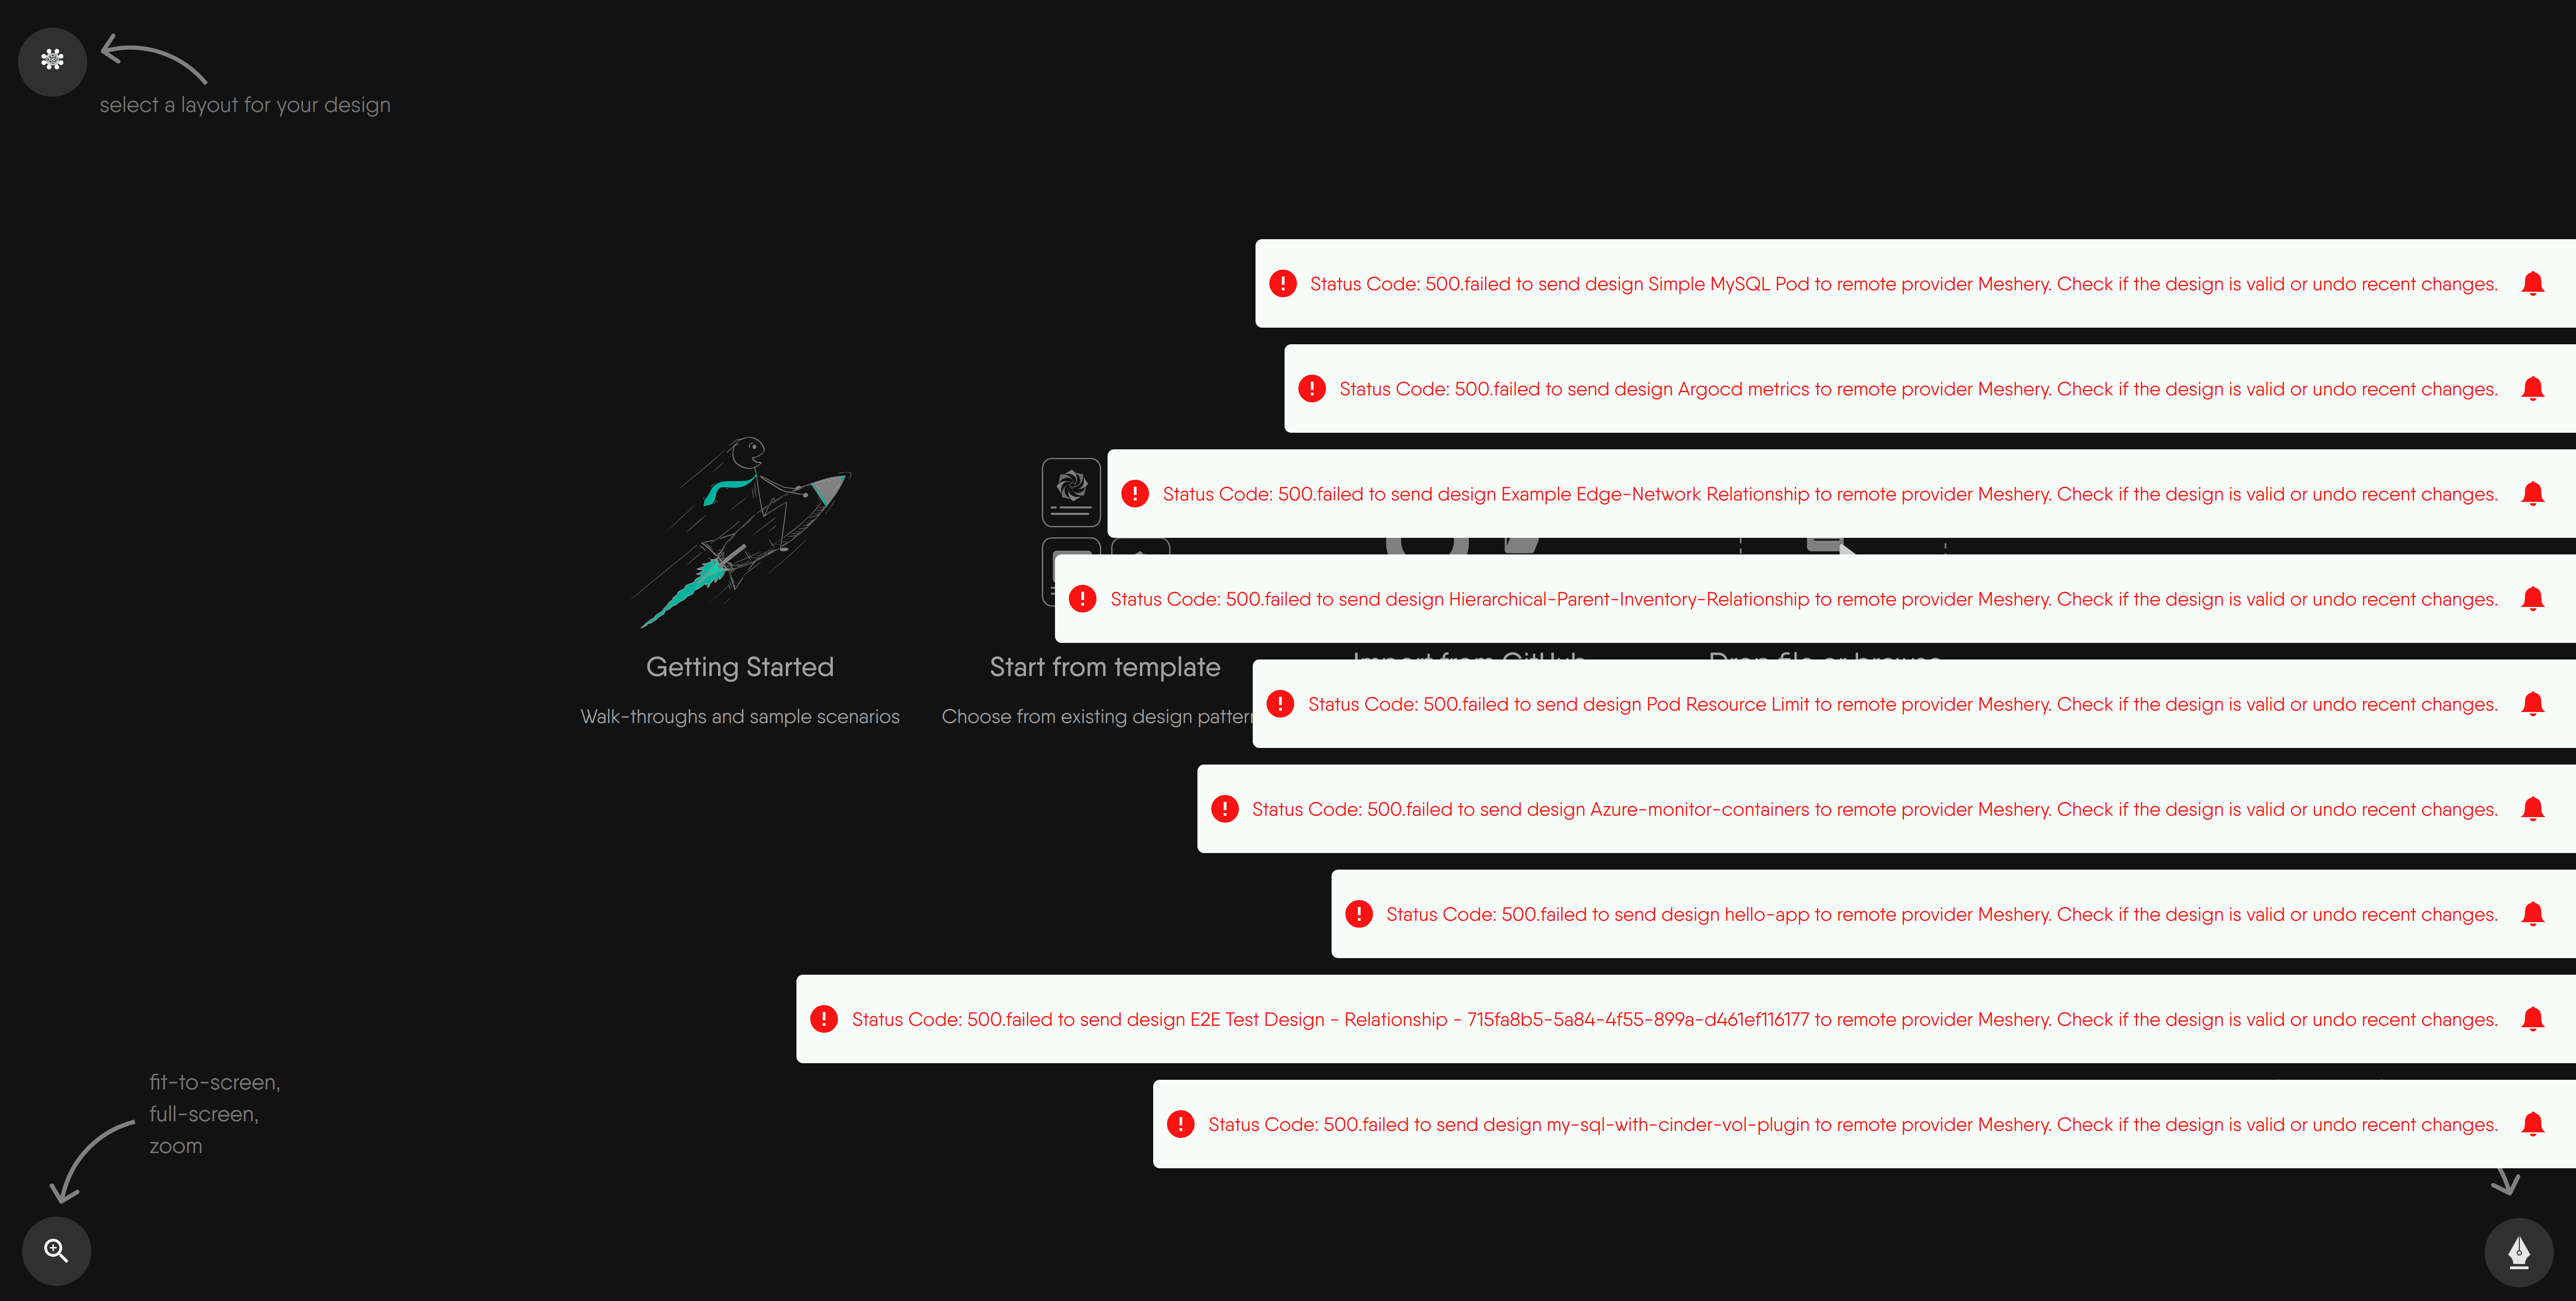 select a layout for your design
Status Code: 500.failed to send design Simple MySQL Pod to remote provider Meshery. Check if the design is valid or undo recent changes.
Status Code: 500.failed to send design Argocd metrics to remote provider Meshery. Check if the design is valid or undo recent changes.
Status Code: 500.failed to send design Example Edge-Network Relationship to remote provider Meshery. Check if the design is valid or undo recent changes.
Status Code: 500.failed to send design Hierarchical-Parent-Inventory-Relationship to remote provider Meshery. Check if the design is valid or undo recent changes.
Getting Started
Start from template
Import from GitHub
Drop file or browse
Status Code: 500.failed to send design Pod Resource Limit to remote provider Meshery. Check if the design is valid or undo recent changes.
Walk-throughs and sample scenarios
Choose from existing design
Status Code: 500.failed to send design Azure-monitor-containers to remote provider Meshery. Check if the design is valid or undo recent changes.
Status Code: 500.failed to send design hello-app to remote provider Meshery. Check if the design is valid or undo recent changes.
Status Code: 500.failed to send design E2E Test Design - Relationship - 715fa8b5-5a84-4f55-899a-d461ef116177 to remote provider Meshery. Check if the design is valid or undo recent changes.
Status Code: 500.failed to send design my-sql-with-cinder-vol-plugin to remote provider Meshery. Check if the design is valid or undo recent changes.
fit-to-screen,
full-screen,
zoom